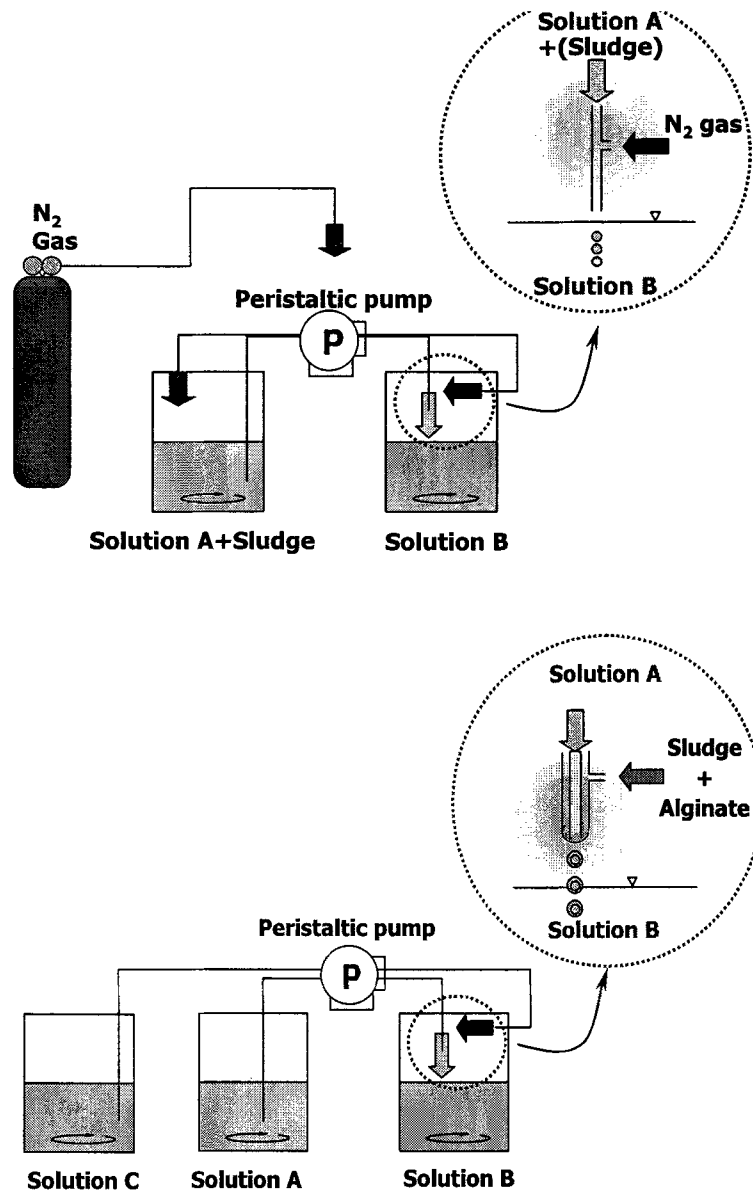 Solution A
+(Sludge)
N2 gas
Solution B
N2
Gas
Peristaltic pump
P
Solution A+Sludge
Solution B
Solution A
Sludge
+
Alginate
Solution B
Peristaltic pump
P
Solution C
Solution A
Solution B